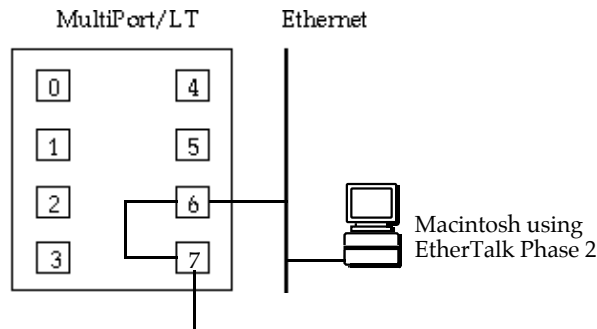 MultiPort/LT
Ethernet
0
4
1
5
2
6
3
7
Macintosh using
EtherTalk Phase 2